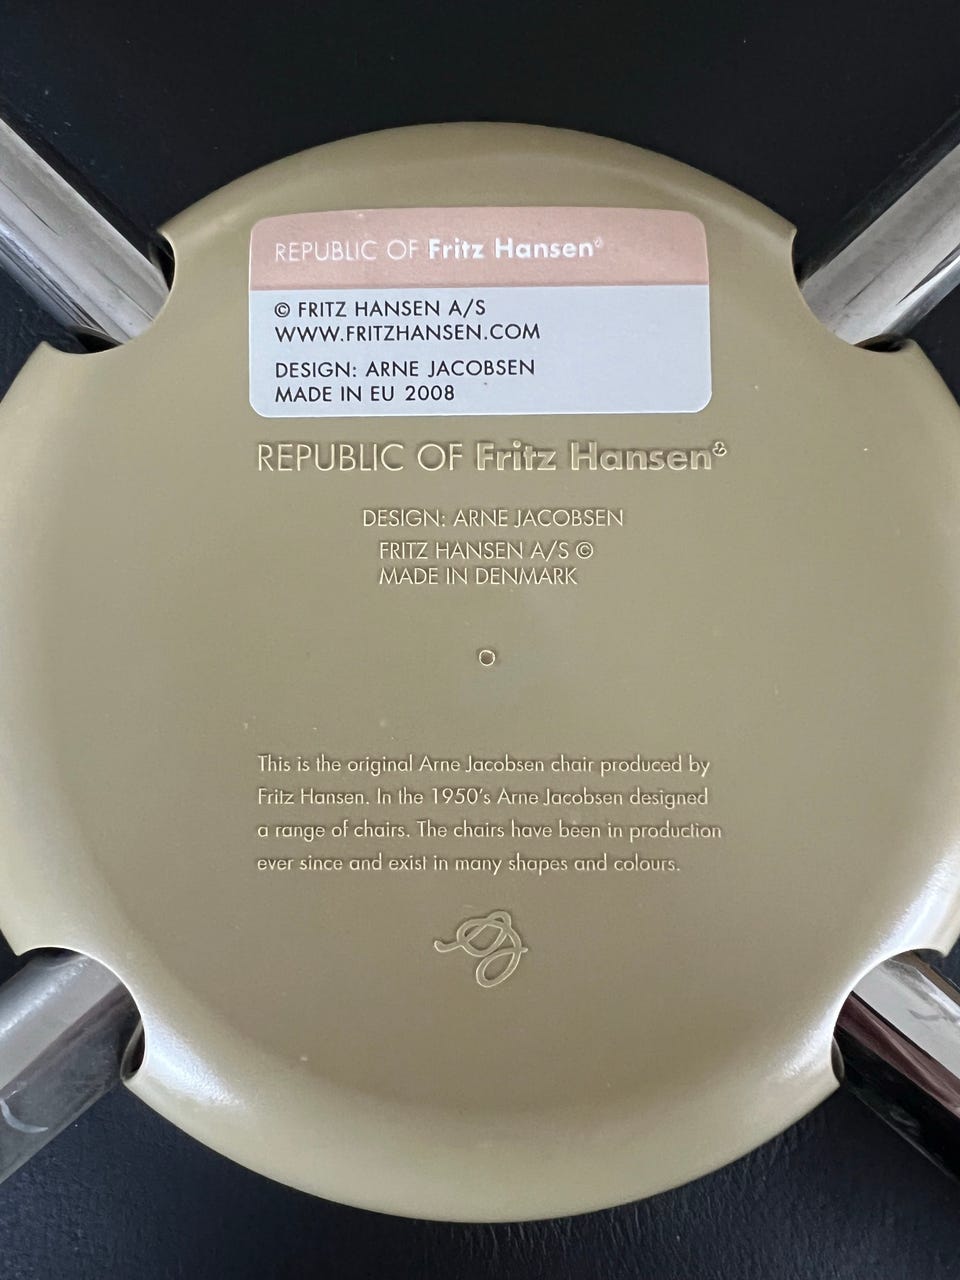 REPUBLIC OF Fritz Hansen®
© FRITZ HANSEN A/S
WWW.FRITZHANSEN.COM
DESIGN: ARNE JACOBSEN
MADE IN EU 2008
REPUBLIC OF Fritz Hansen®
DESIGN: ARNE JACOBSEN
FRITZ HANSEN A/S ©
MADE IN DENMARK
This is the original Arne Jacobsen chair produced by
Fritz Hansen. In the 1950's Arne Jacobsen designed
a range of chairs. The chairs have been in production
ever since and exist in many shapes and colours.